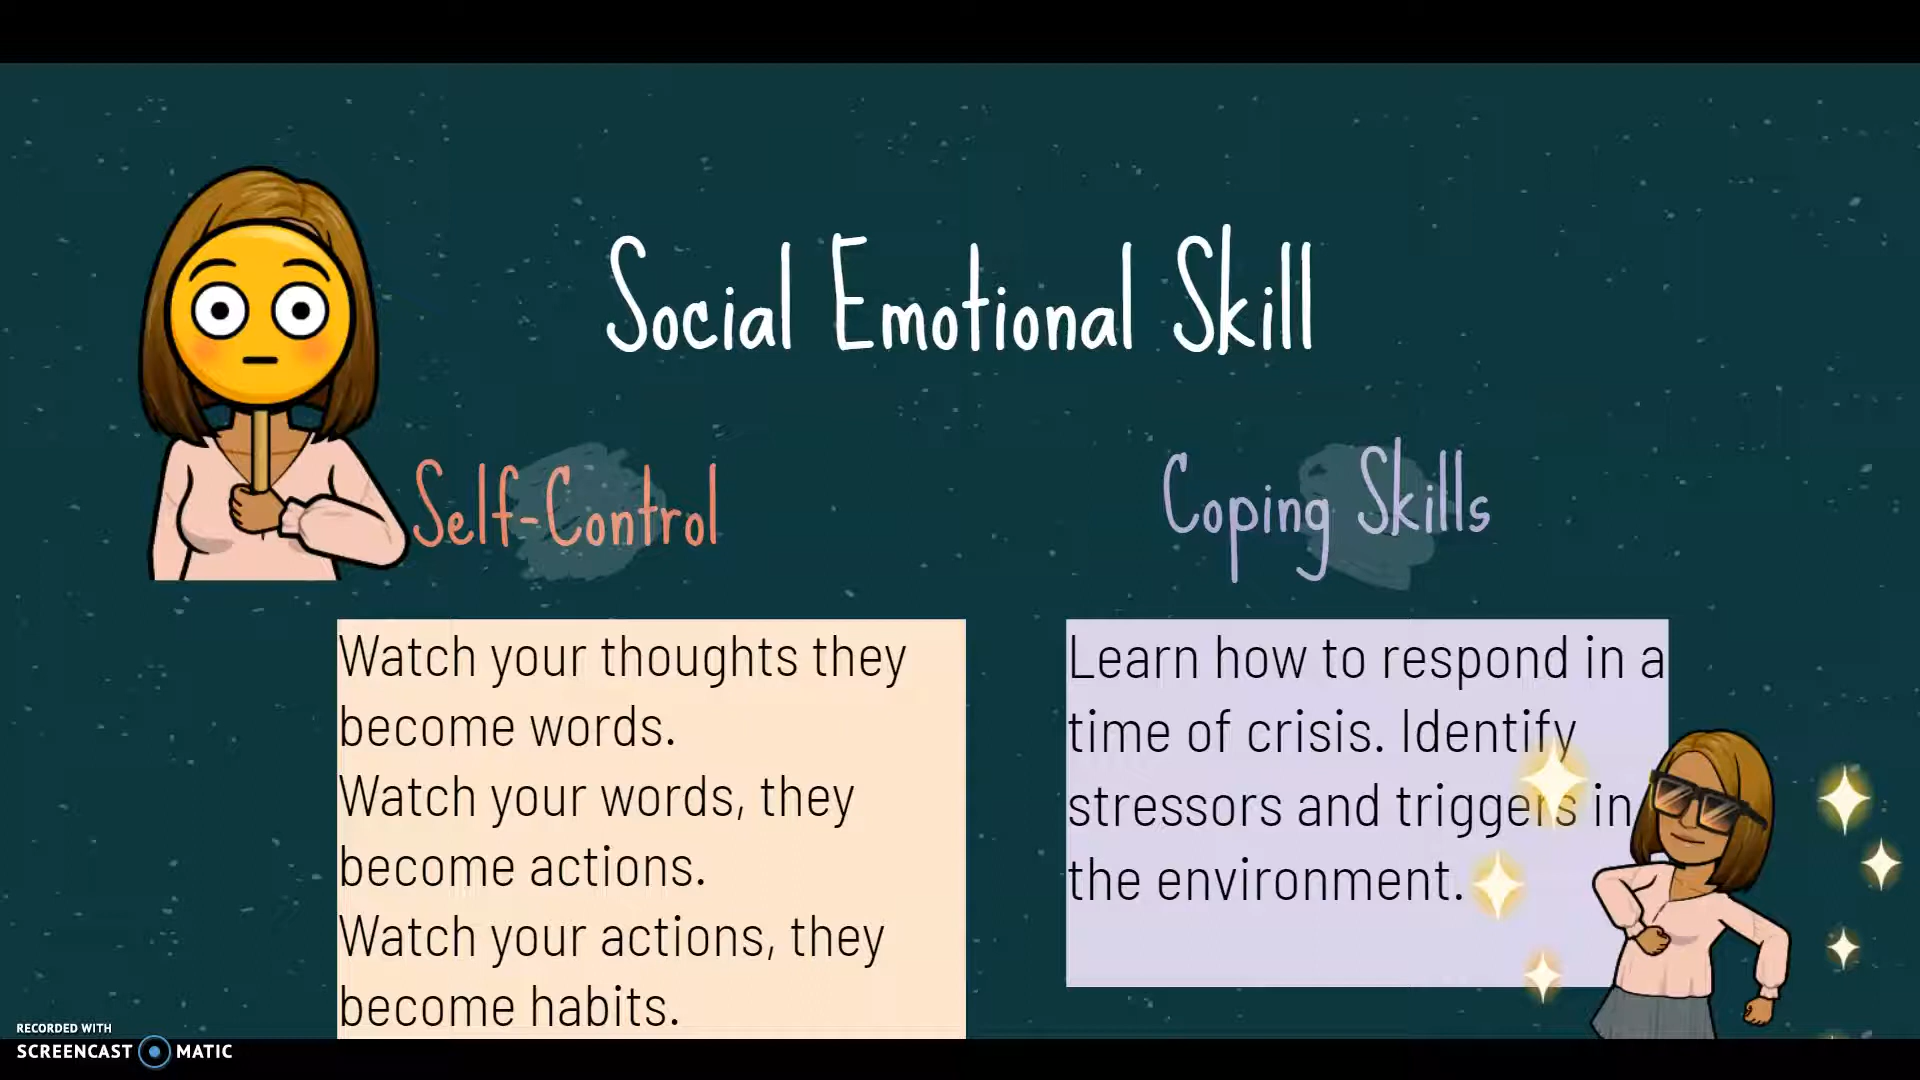 Social Emotional Skill
Self-Control
Watch your thoughts they
become words.
Watch your words, they
become actions.
Watch your actions, they
become habits.
Coping Skills
Learn how to respond in a
time of crisis. Identify
stressors and triggers in
the environment.
RECORDED WITH
SCREENCAST MATIC